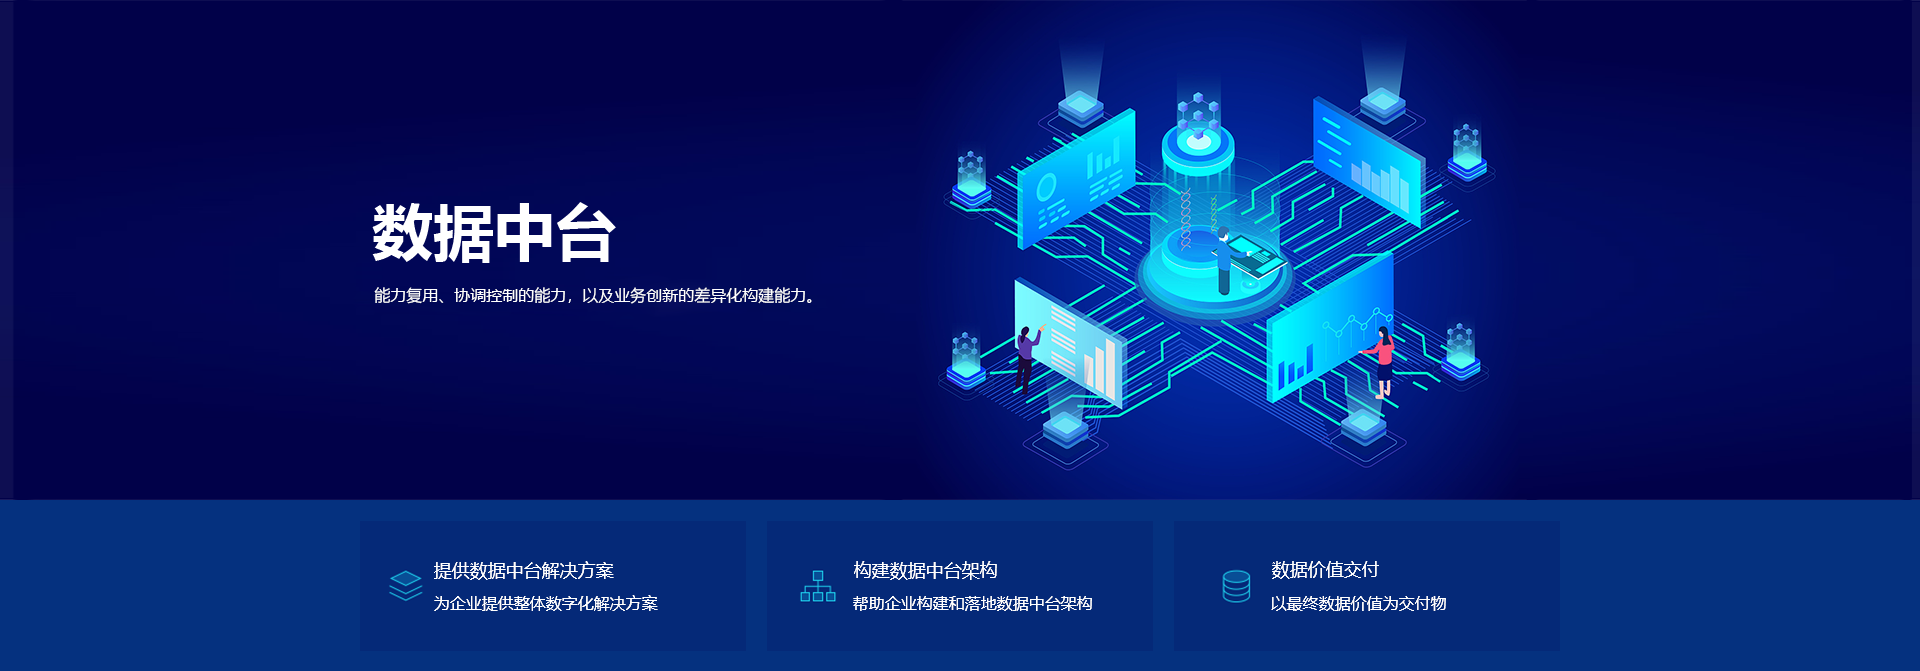 数据中台
能力复用、协调控制的能力，以及业务创新的差异化构建能力。
提供数据中台解决方案
为企业提供整体数字化解决方案
构建数据中台架构
帮助企业构建和落地数据中台架构
数据价值交付
以最终数据价值为交付物